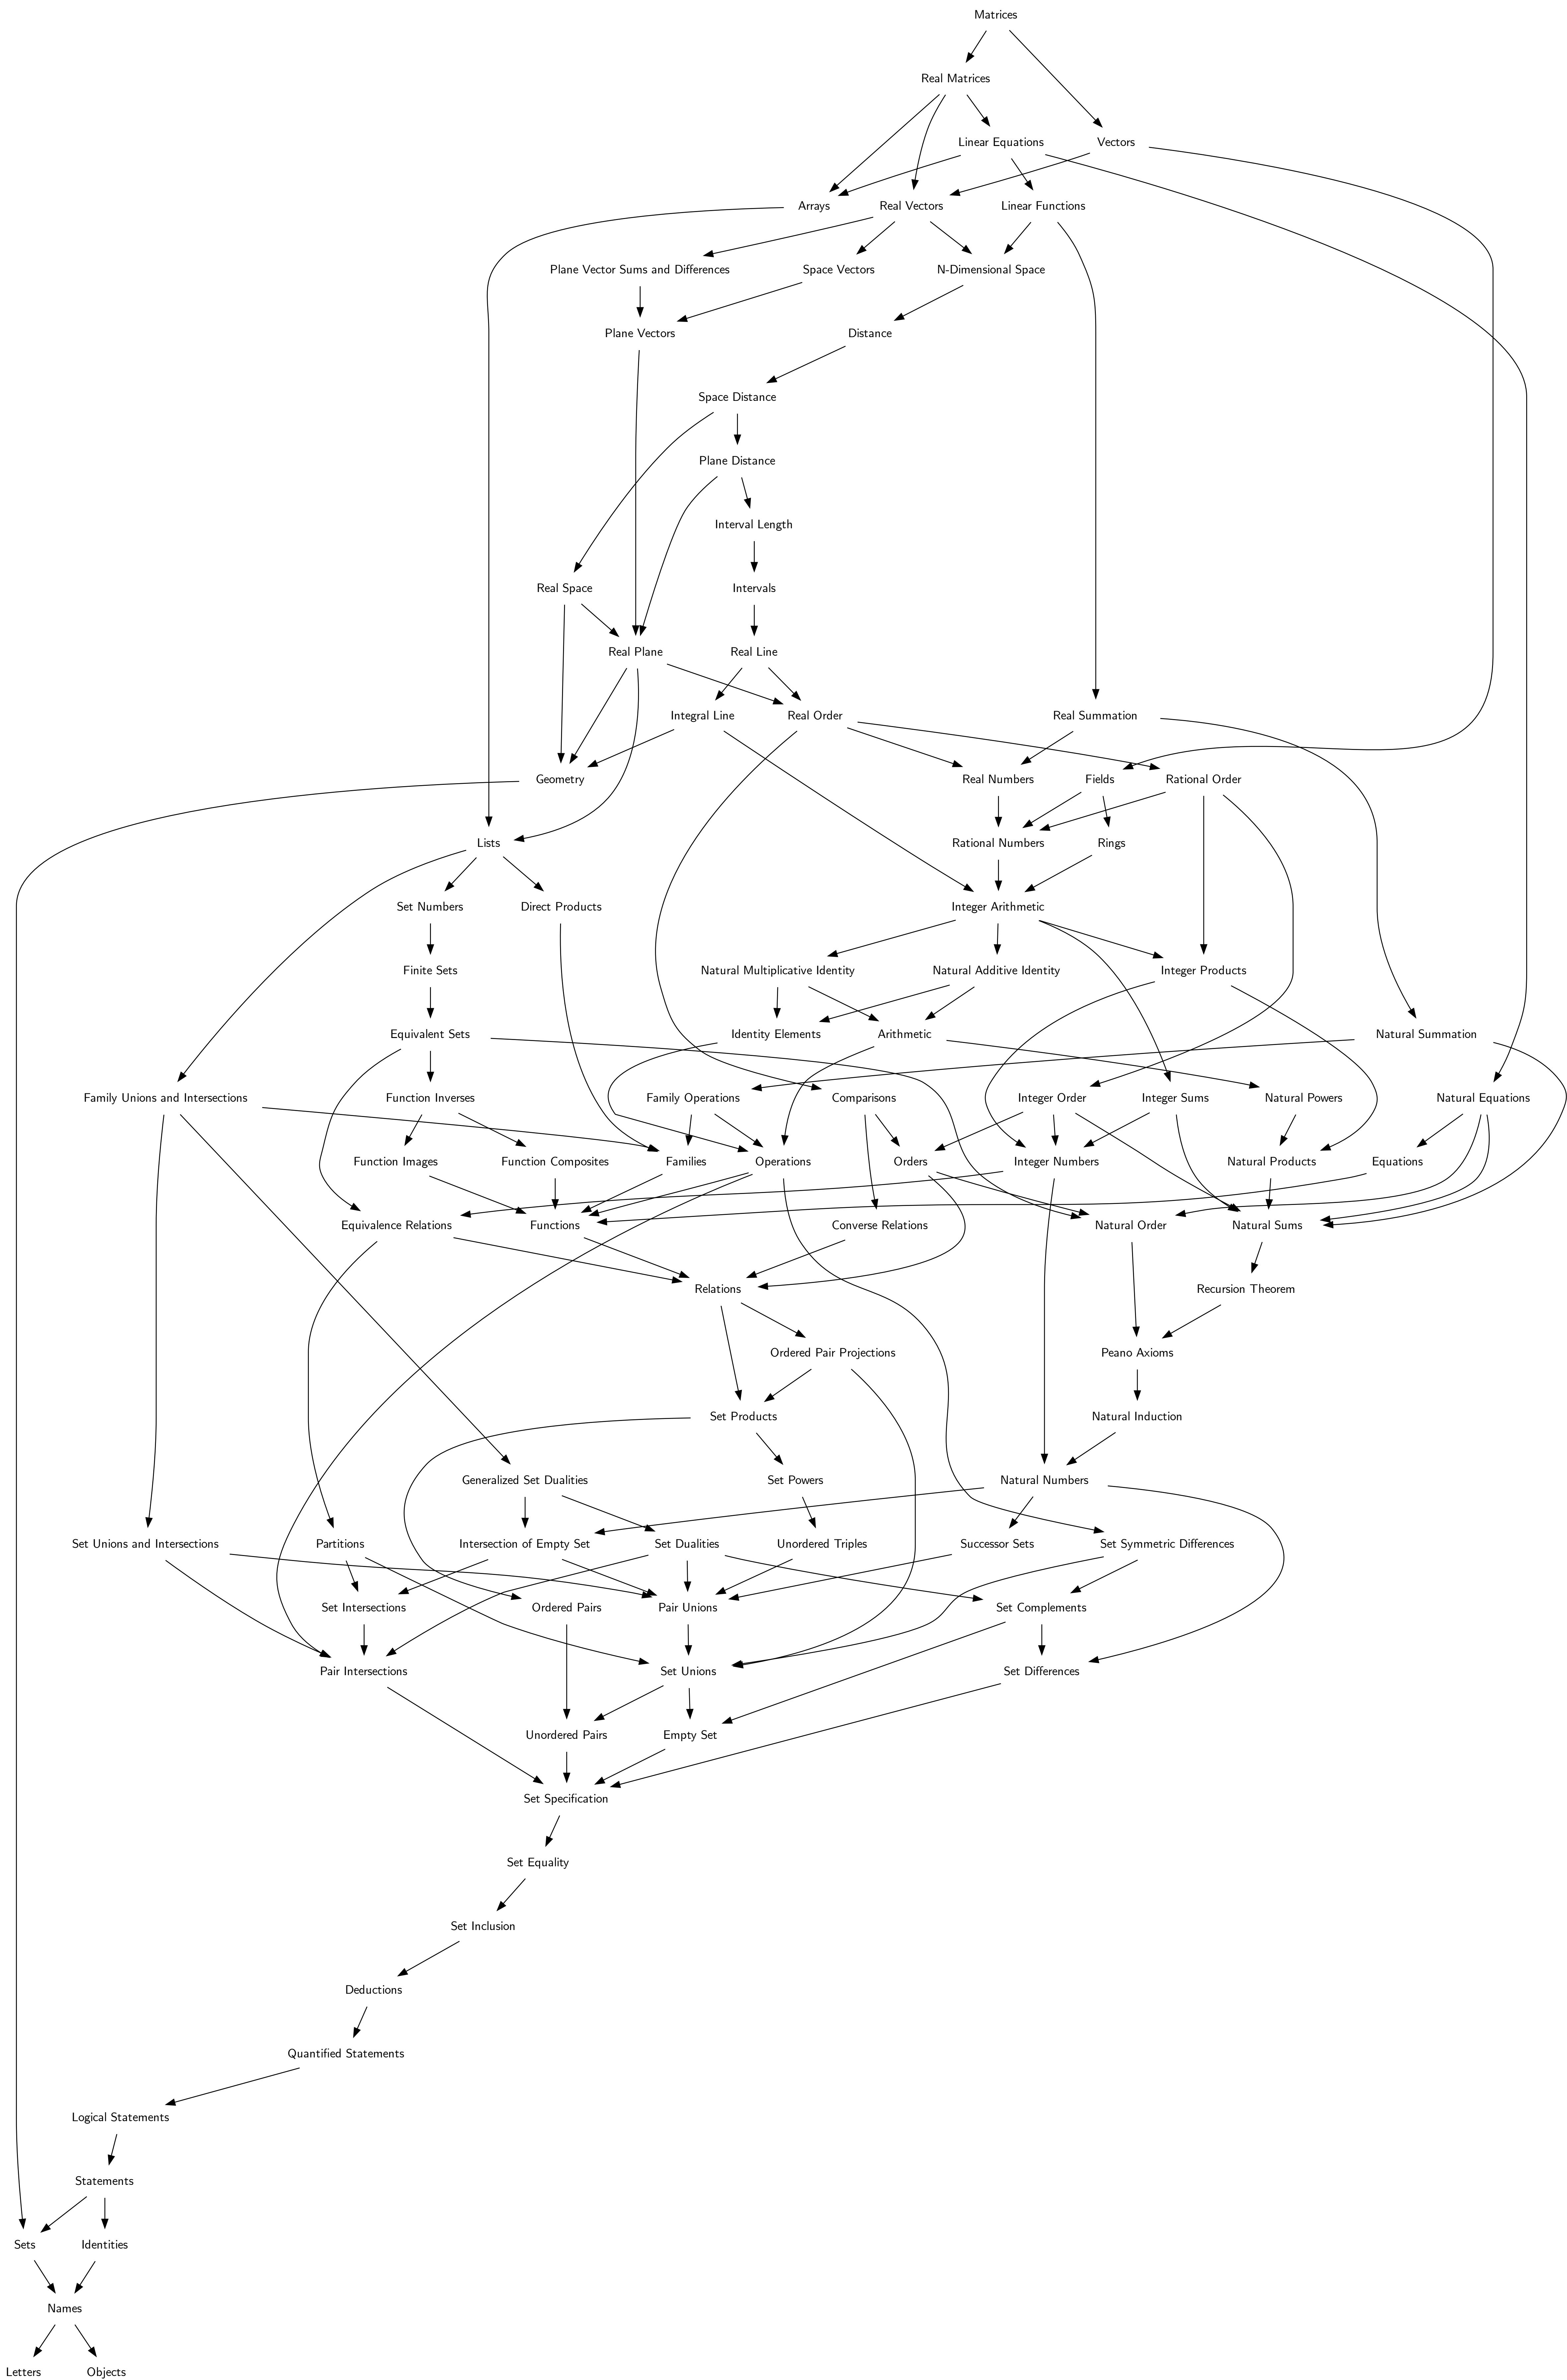 Matrices
Real Matrices
Linear Equations
Vectors
Arrays
Real Vectors
Linear Functions
Plane Vector Sums and Differences
Space Vectors
N-Dimensional Space
Plane Vectors
Distance
Space Distance
Plane Distance
Interval Length
Real Space
Intervals
Real Plane
Real Line
Integral Line
Real Order
Real Summation
Geometry
Real Numbers
Fields
Rational Order
Lists
Rational Numbers
Rings
Set Numbers
Direct Products
Integer Arithmetic
Finite Sets
Natural Multiplicative Identity
Natural Additive Identity
Integer Products
Equivalent Sets
Identity Elements
Arithmetic
Natural Summation
Family Unions and Intersections
Function Inverses
Family Operations
Comparisons
Integer Order
Integer Sums
Natural Powers
Natural Equations
Function Images
Function Composites
Families
Operations
Orders
Integer Numbers
Natural Products
Equations
Equivalence Relations
Functions
Converse Relations
Natural Order
Natural Sums
Relations
Recursion Theorem
Ordered Pair Projections
Peano Axioms
Set Products
Natural Induction
Generalized Set Dualities
Set Powers
Natural Numbers
Set Unions and Intersections
Partitions
Intersection of Empty Set
Set Dualities
Unordered Triples
Successor Sets
Set Symmetric Differences
Set Intersections
Ordered Pairs
Pair Unions
Set Complements
Pair Intersections
Set Unions
Set Differences
Unordered Pairs
Empty Set
Set Specification
Set Equality
Set Inclusion
Deductions
Quantified Statements
Logical Statements
Statements
Sets
Identities
Names
Letters
Objects